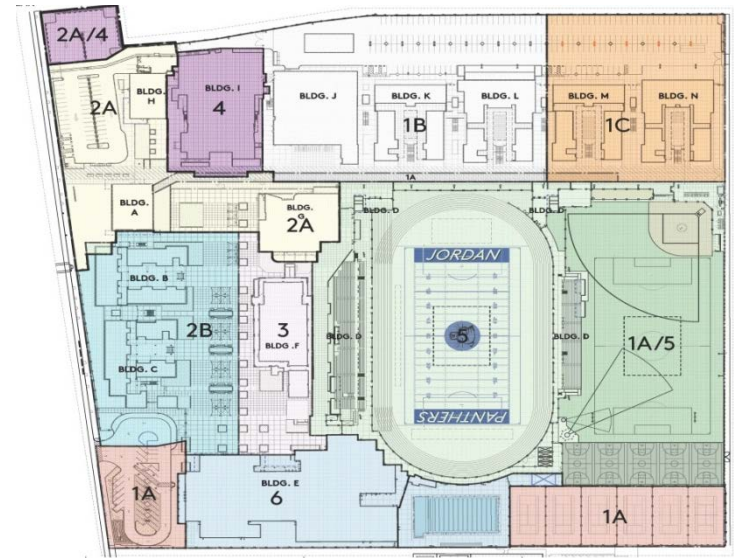 2A/4
2A
BLDG.
H
BLDG. I
4
BLDG. J
BLDG. K
BLDG. L
1B
BLDG. M
BLDG. N
1C
1A
BLDG.
A
BLDG.
G
2A
BLDG. D
BLDG. D
JORDAN
BLDG. B
2B
BLDG. C
3
BLDG. F
BLDG. D
5
BLDG. D
1A/5
PANTHERS
1A
BLDG. E
6
1A